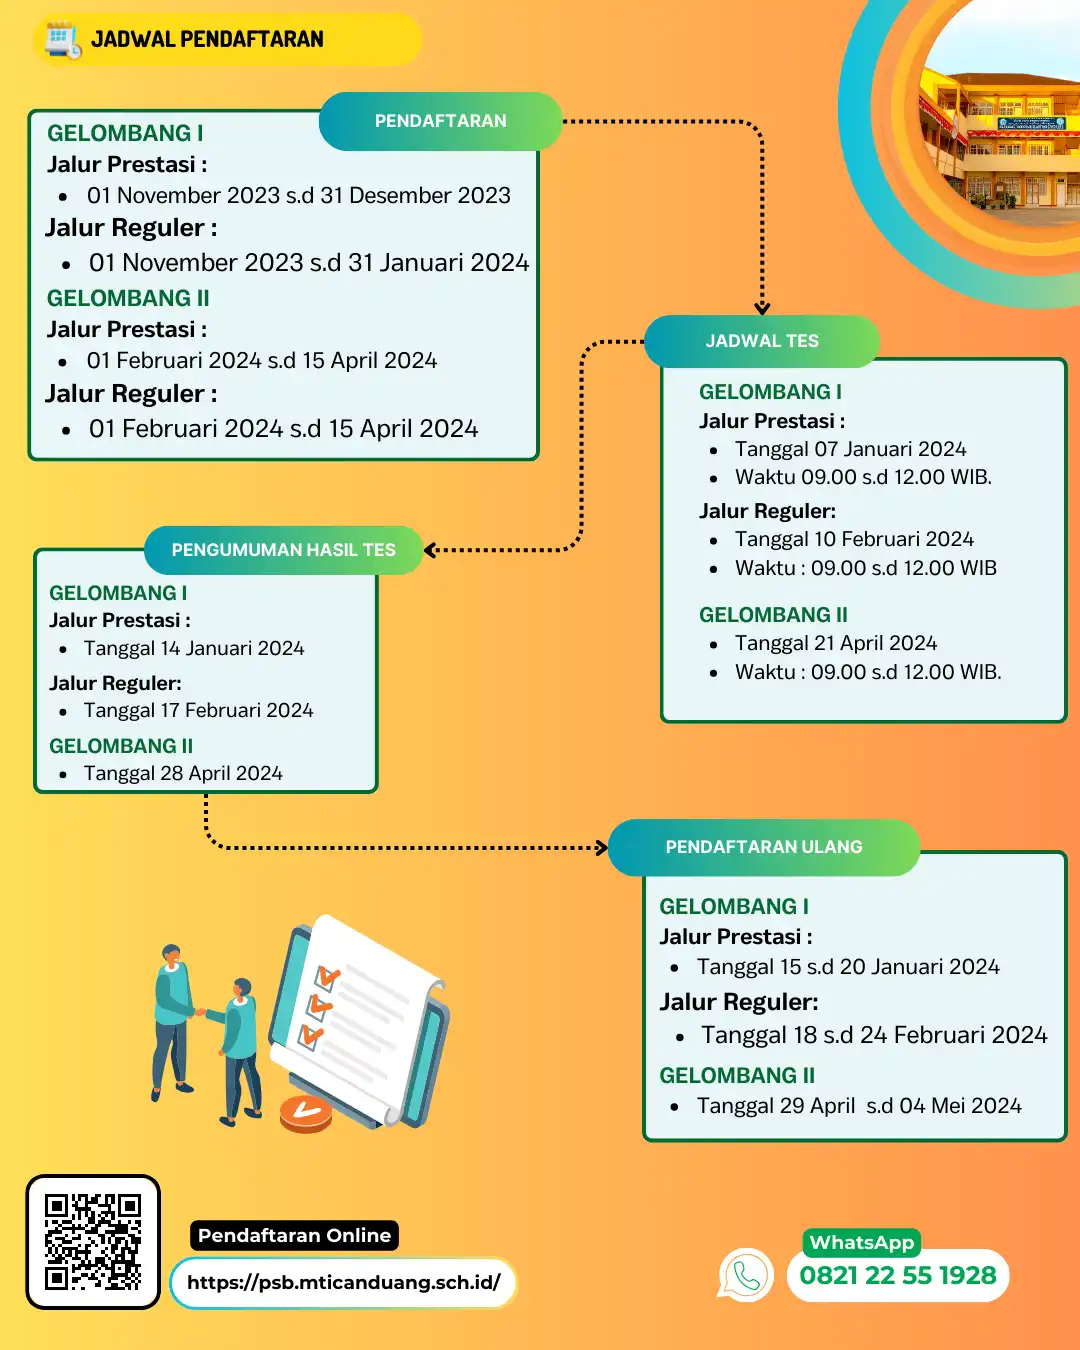 JADWAL PENDAFTARAN
PENDAFTARAN
GELOMBANG I
Jalur Prestasi :
• 01 November 2023 s.d 31 Desember 2023
Jalur Reguler :
• 01 November 2023 s.d 31 Januari 2024
GELOMBANG II
Jalur Prestasi :
• 01 Februari 2024 s.d 15 April 2024
Jalur Reguler :
• 01 Februari 2024 s.d 15 April 2024
JADWAL TES
GELOMBANG I
Jalur Prestasi :
• Tanggal 07 Januari 2024
• Waktu 09.00 s.d 12.00 WIB.
Jalur Reguler:
• Tanggal 10 Februari 2024
• Waktu : 09.00 s.d 12.00 WIB
GELOMBANG II
• Tanggal 21 April 2024
• Waktu : 09.00 s.d 12.00 WIB.
PENGUMUMAN HASIL TES
GELOMBANG I
Jalur Prestasi :
• Tanggal 14 Januari 2024
Jalur Reguler:
• Tanggal 17 Februari 2024
GELOMBANG II
• Tanggal 28 April 2024
PENDAFTARAN ULANG
GELOMBANG I
Jalur Prestasi :
• Tanggal 15 s.d 20 Januari 2024
Jalur Reguler:
• Tanggal 18 s.d 24 Februari 2024
GELOMBANG II
• Tanggal 29 April s.d 04 Mei 2024
Pendaftaran Online
https://psb.mticanduang.sch.id/
WhatsApp
0821 22 55 1928